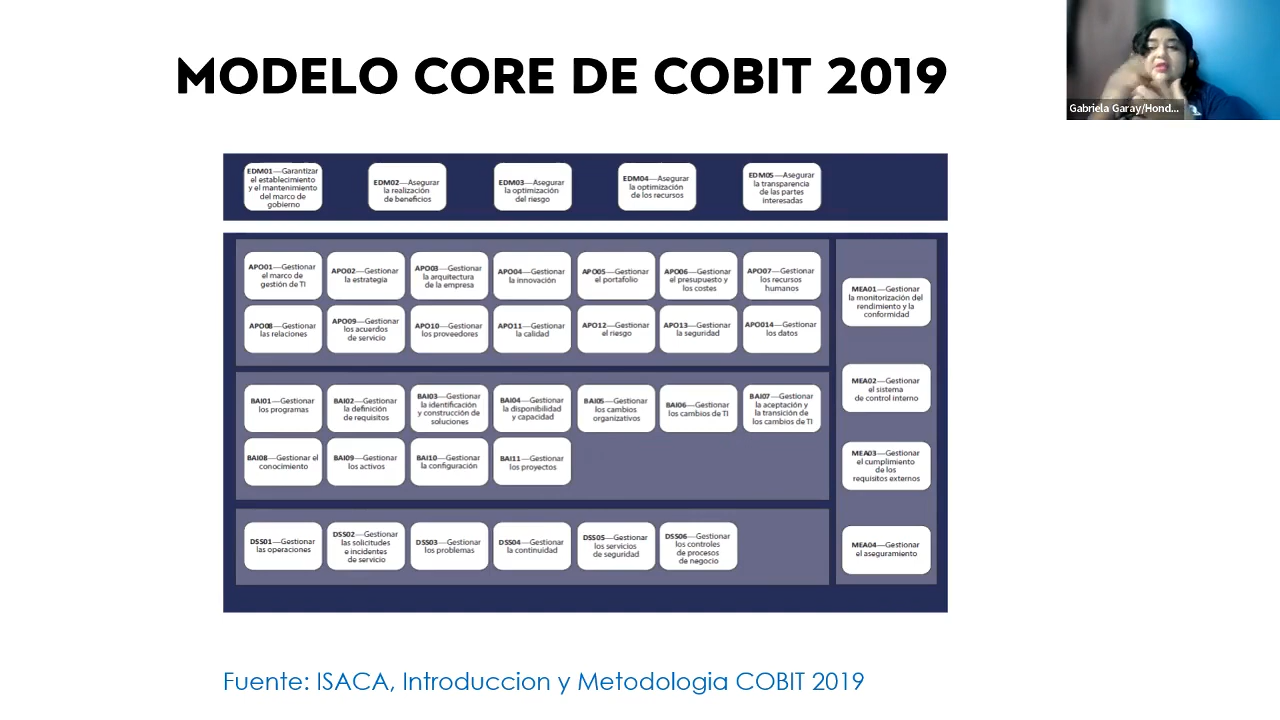 MODELO CORE DE COBIT 2019
Gabriela Garay/Hond...
EDM01—Garantizar
el establecimiento
y el mantenimiento
del marco de
gobierno
EDM02—Asegurar
la realización
de beneficios
EDM03—Asegurar
la optimización
del riesgo
EDM04—Asegurar
la optimización
de los recursos
EDM05—Asegurar
la transparencia
de las partes
interesadas
APO01—Gestionar
el marco de
gestión de TI
APO02—Gestionar
la estrategia
APO03—Gestionar
la arquitectura
de la empresa
APO04—Gestionar
la innovación
APO05—Gestionar
el portafolio
APO06—Gestionar
el presupuesto y
los costes
APO07—Gestionar
los recursos
humanos
APO08—Gestionar
las relaciones
APO09—Gestionar
los acuerdos
de servicio
APO10—Gestionar
los proveedores
APO11—Gestionar
la calidad
APO12—Gestionar
el riesgo
APO13—Gestionar
la seguridad
APO014—Gestionar
los datos
BAI01—Gestionar
los programas
BAI02—Gestionar
la definición
de requisitos
BAI03—Gestionar
la identificación
y construcción de
soluciones
BAI04—Gestionar
la disponibilidad
y capacidad
BAI05—Gestionar
los cambios
organizativos
BAI06—Gestionar
los cambios de TI
BAI07—Gestionar
la aceptación y
la transición de
los cambios de TI
BAI08—Gestionar el
conocimiento
BAI09—Gestionar
los activos
BAI10—Gestionar
la configuración
BAI11—Gestionar
los proyectos
DSS01—Gestionar
las operaciones
DSS02—Gestionar
las solicitudes
e incidentes
de servicio
DSS03—Gestionar
los problemas
DSS04—Gestionar
la continuidad
DSS05—Gestionar
los servicios
de seguridad
DSS06—Gestionar
los controles
de procesos
de negocio
MEA01—Gestionar
la monitorización del
rendimiento y la
conformidad
MEA02—Gestionar
el sistema
de control interno
MEA03—Gestionar
el cumplimiento
de los
requisitos externos
MEA04—Gestionar
el aseguramiento
Fuente: ISACA, Introduccion y Metodologia COBIT 2019